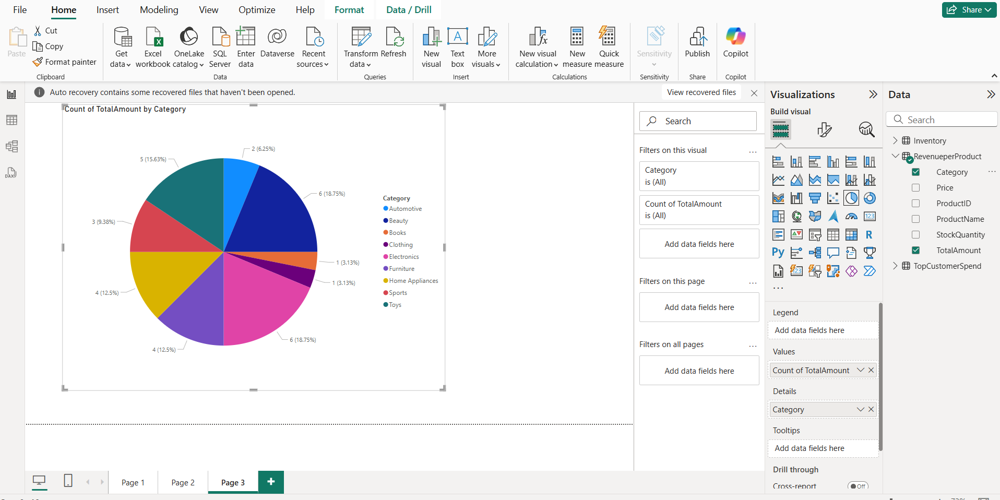 File Home Insert Modeling View Optimize Help Format Data / Drill Share
Paste
Cut
Copy
Format painter
Clipboard
Get data
Excel workbook
OneLake catalog
SQL Server
Enter data
Dataverse
Recent sources
Data
Transform data
Refresh
Queries
New visual
Text box
A
More visuals
Insert
New visual calculation
New measure
Quick measure
Calculations
Sensitivity
Sensitivity
Publish
Share
Copilot
Copilot
Auto recovery contains some recovered files that haven't been opened.
View recovered files
DAX
Count of TotalAmount by Category
2 (6.25%)
5 (15.63%)
6 (18.75%)
3 (9.38%)
1 (3.13%)
1 (3.13%)
4 (12.5%)
6 (18.75%)
4 (12.5%)
Category
Automotive
Beauty
Books
Clothing
Electronics
Furniture
Home Appliances
Sports
Toys
Search
Filters on this visual ...
Category
is (All)
Count of TotalAmount
is (All)
Add data fields here
Filters on this page ...
Add data fields here
Filters on all pages ...
Add data fields here
Visualizations
Build visual
123
R
Py
123
...
Legend
Add data fields here
Values
Count of TotalAmount
Details
Category
Tooltips
Add data fields here
Drill through
Cross-report Off
Data
Search
Inventory
RevenueperProduct
Category ...
Price
ProductID
ProductName
StockQuantity
TotalAmount
TopCustomerSpend
Page 1 Page 2 Page 3 +